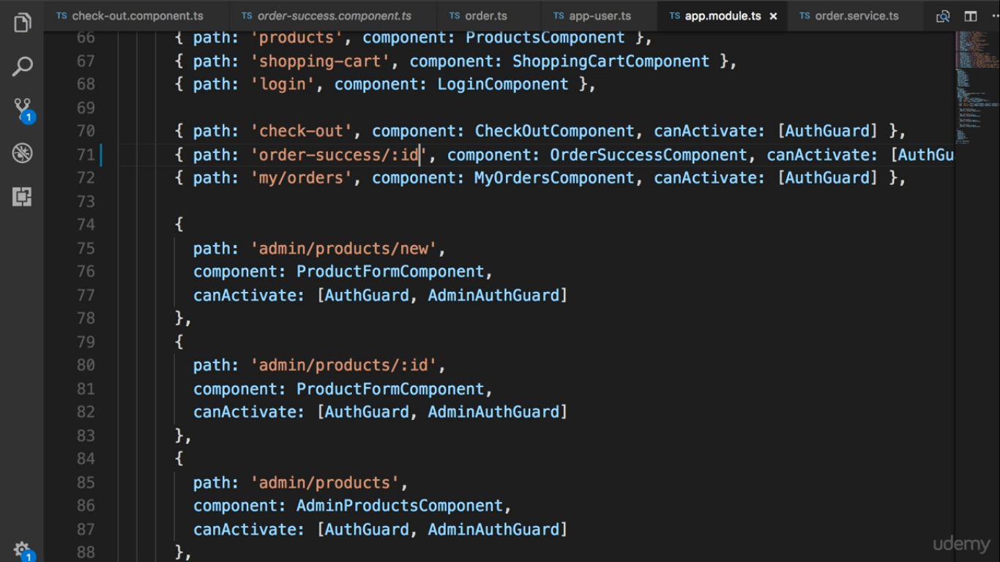 TS check-out.component.ts TS order-success.component.ts TS order.ts TS app-user.ts TS app.module.ts × TS order.service.ts
66 { path: 'products', component: ProductsComponent },
67 { path: 'shopping-cart', component: ShoppingCartComponent },
68 { path: 'login', component: LoginComponent },
69
70 { path: 'check-out', component: CheckOutComponent, canActivate: [AuthGuard] },
71 { path: 'order-success/:id', component: OrderSuccessComponent, canActivate: [AuthGu
72 { path: 'my/orders', component: MyOrdersComponent, canActivate: [AuthGuard] },
73
74 {
75 path: 'admin/products/new',
76 component: ProductFormComponent,
77 canActivate: [AuthGuard, AdminAuthGuard]
78 },
79 {
80 path: 'admin/products/:id',
81 component: ProductFormComponent,
82 canActivate: [AuthGuard, AdminAuthGuard]
83 },
84 {
85 path: 'admin/products',
86 component: AdminProductsComponent,
87 canActivate: [AuthGuard, AdminAuthGuard]
88 },
1
1
udemy